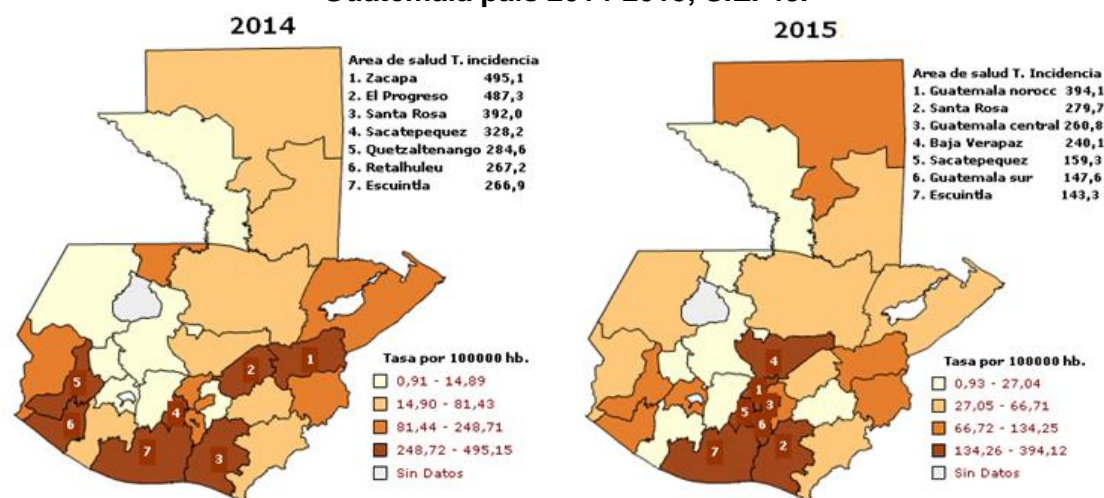 Guatemala país 2014-2015,
2014
Area de salud T. incidencia
1. Zacapa 495,1
2. El Progreso 487,3
3. Santa Rosa 392,0
4. Sacatepequez 328,2
5. Quetzaltenango 284,6
6. Retalhuleu 267,2
7. Escuintla 266,9
1
2
5
4
6
7
3
Tasa por 100000 hb.
0,91 - 14,89
14,90 - 81,43
81,44 - 248,71
248,72 - 495,15
Sin Datos
2015
Area de salud T. Incidencia
1. Guatemala norocc 394,1
2. Santa Rosa 279,7
3. Guatemala central 260,8
4. Baja Verapaz 240,1
5. Sacatepequez 159,3
6. Guatemala sur 147,6
7. Escuintla 143,3
4
1
3
5
6
2
7
Tasa por 100000 hb.
0,93 - 27,04
27,05 - 66,71
66,72 - 134,25
134,26 - 394,12
Sin Datos